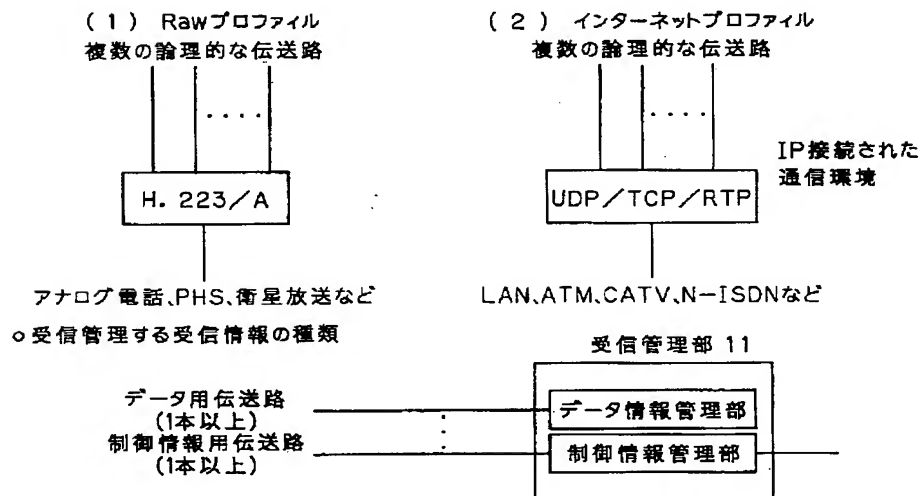 (1) Rawプロファイル
複数の論理的な伝送路
‥‥
H. 223/A
アナログ電話、PHS、衛星放送など
(2) インターネットプロファイル
複数の論理的な伝送路
‥‥
UDP/TCP/RTP
IP接続された
通信環境
LAN、ATM、CATV、N-ISDNなど
○受信管理する受信情報の種類
受信管理部 11
データ用伝送路
(1本以上)
制御情報用伝送路
(1本以上)
データ情報管理部
制御情報管理部